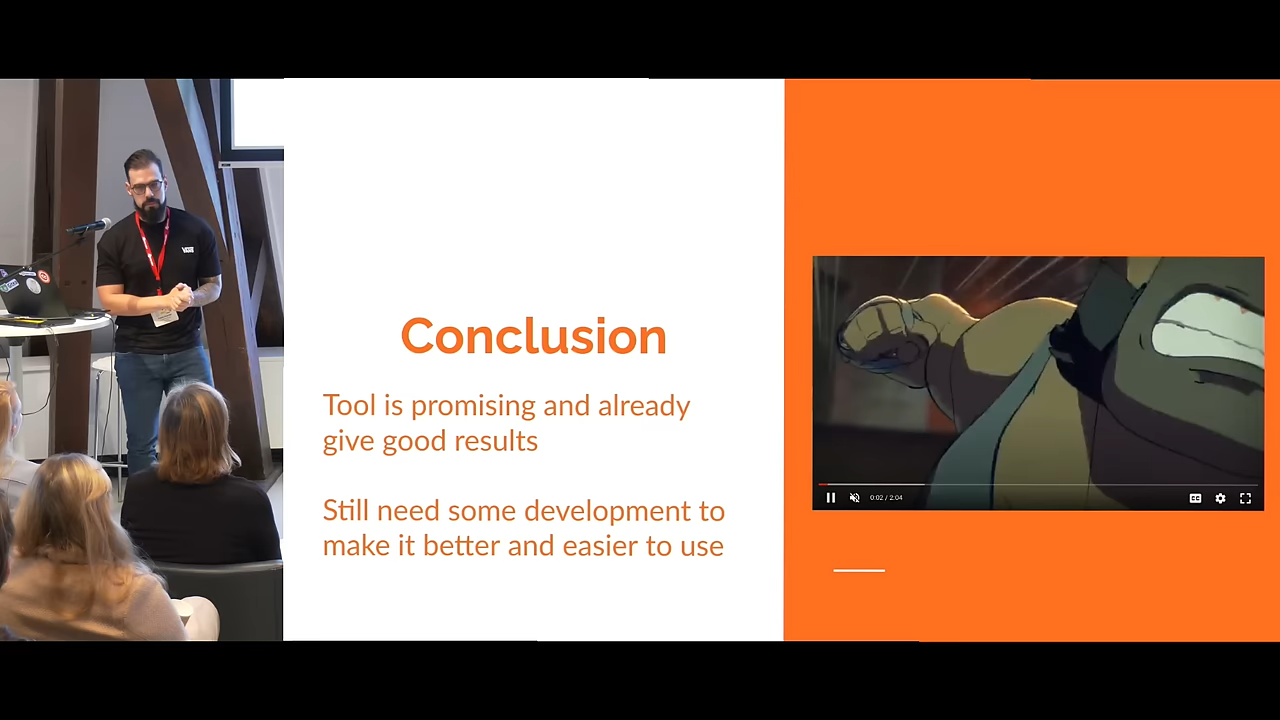 Conclusion
Tool is promising and already
give good results
Still need some development to
make it better and easier to use
0:02 / 2:04
CC